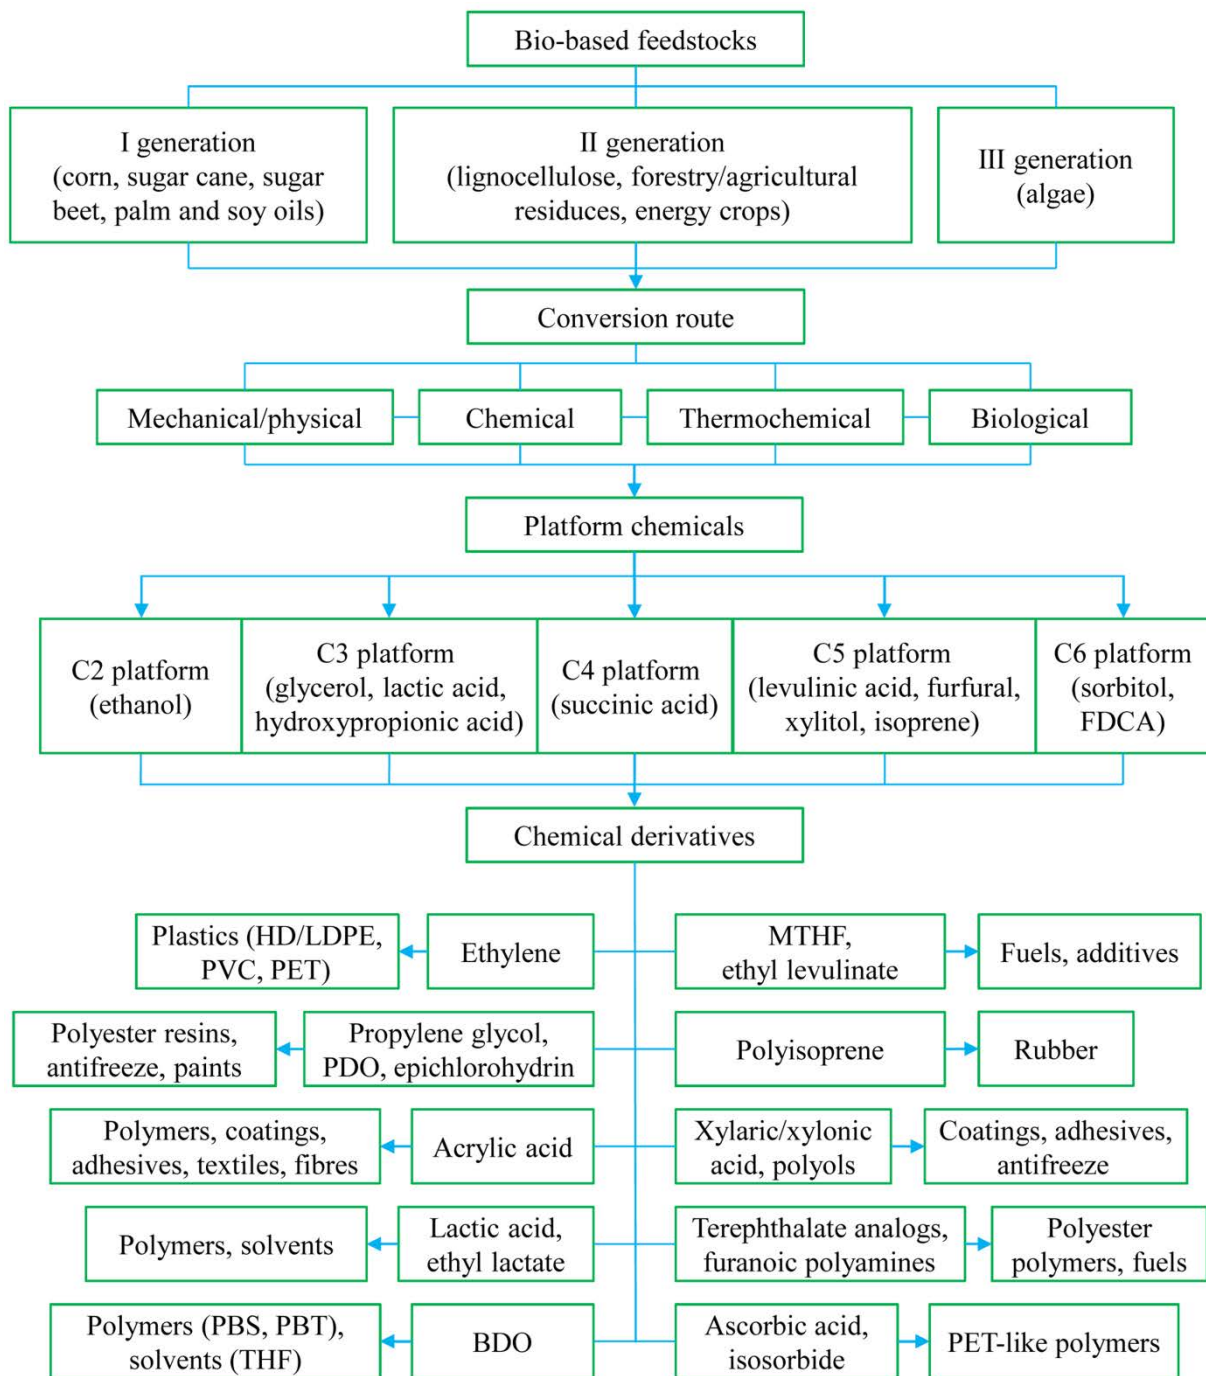 Bio-based feedstocks
I generation
(corn, sugar cane, sugar
beet, palm and soy oils)
II generation
(lignocellulose, forestry/agricultural
residuces, energy crops)
III generation
(algae)
Conversion route
Mechanical/physical
Chemical
Thermochemical
Biological
Platform chemicals
C2 platform
(ethanol)
C3 platform
(glycerol, lactic acid,
hydroxypropionic acid)
C4 platform
(succinic acid)
C5 platform
(levulinic acid, furfural,
xylitol, isoprene)
C6 platform
(sorbitol,
FDCA)
Chemical derivatives
Plastics (HD/LDPE,
PVC, PET)
Ethylene
MTHF,
ethyl levulinate
Fuels, additives
Polyester resins,
antifreeze, paints
Propylene glycol,
PDO, epichlorohydrin
Polyisoprene
Rubber
Polymers, coatings,
adhesives, textiles, fibres
Acrylic acid
Xylaric/xylonic
acid, polyols
Coatings, adhesives,
antifreeze
Polymers, solvents
Lactic acid,
ethyl lactate
Terephthalate analogs,
furanoic polyamines
Polyester
polymers, fuels
Polymers (PBS, PBT),
solvents (THF)
BDO
Ascorbic acid,
isosorbide
PET-like polymers